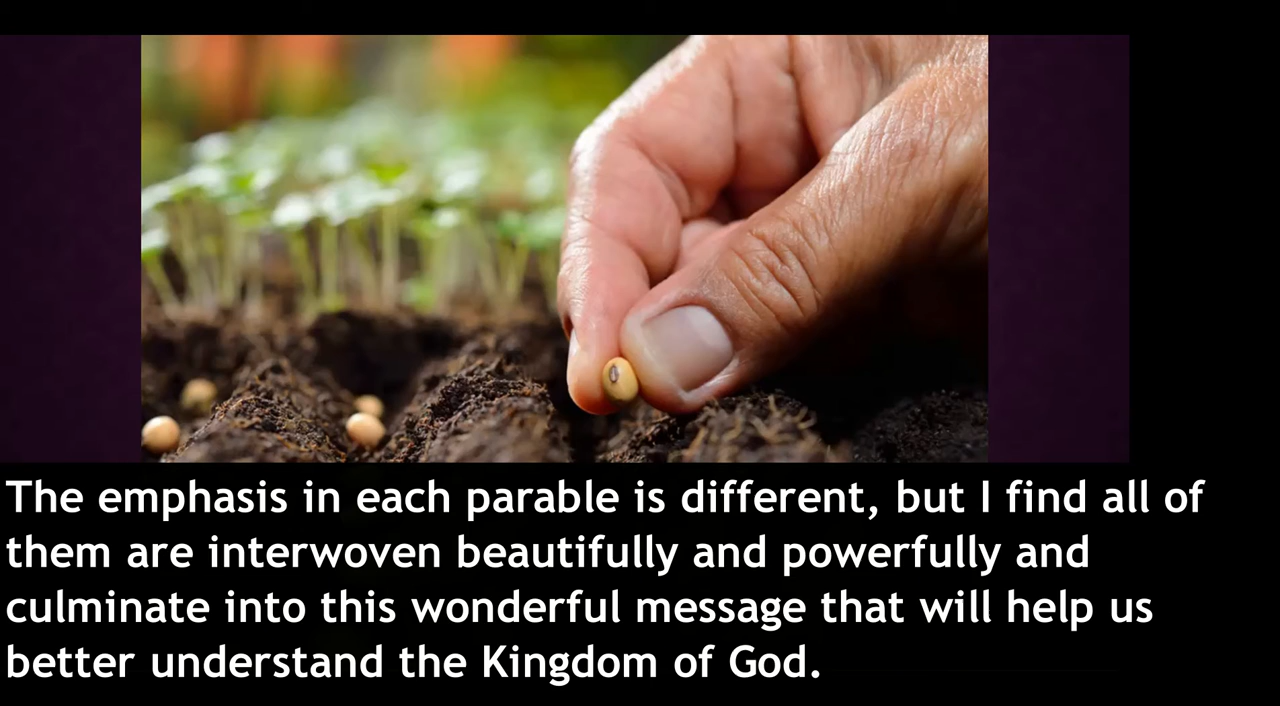 The emphasis in each parable is different, but I find all of
them are interwoven beautifully and powerfully and
culminate into this wonderful message that will help us
better understand the Kingdom of God.